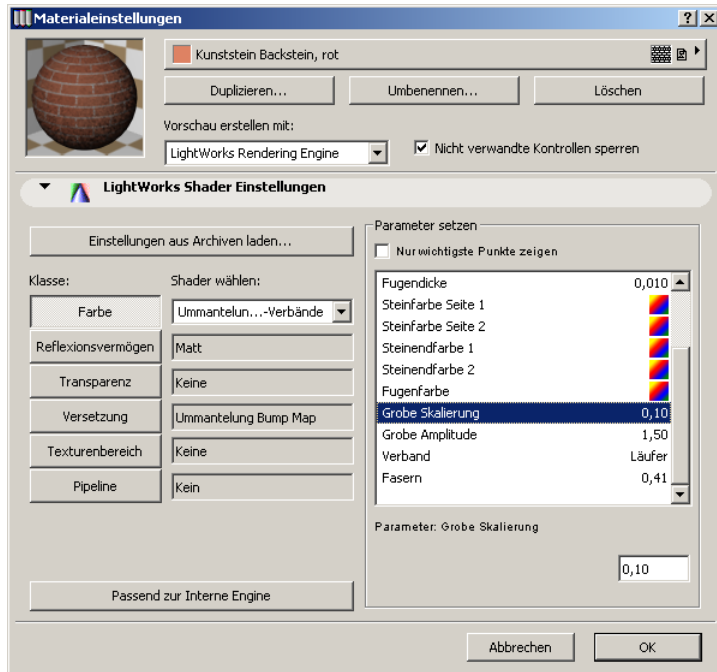 Materialeinstellungen
Kunststein Backstein, rot
Duplizieren... Umbenennen... Löschen
Vorschau erstellen mit:
LightWorks Rendering Engine Nicht verwandte Kontrollen sperren
LightWorks Shader Einstellungen
Einstellungen aus Archiven laden...
Klasse: Shader wählen:
Farbe Ummantelun...-Verbände
Reflexionsvermögen Matt
Transparenz Keine
Versetzung Ummantelung Bump Map
Texturenbereich Keine
Pipeline Kein
Passend zur Interne Engine
Parameter setzen
Nur wichtigste Punkte zeigen
Fugendicke 0,010
Steinfarbe Seite 1
Steinfarbe Seite 2
Steinendfarbe 1
Steinendfarbe 2
Fugenfarbe
Grobe Skalierung 0,10
Grobe Amplitude 1,50
Verband Läufer
Fasern 0,41
Parameter: Grobe Skalierung
0,10
Abbrechen OK